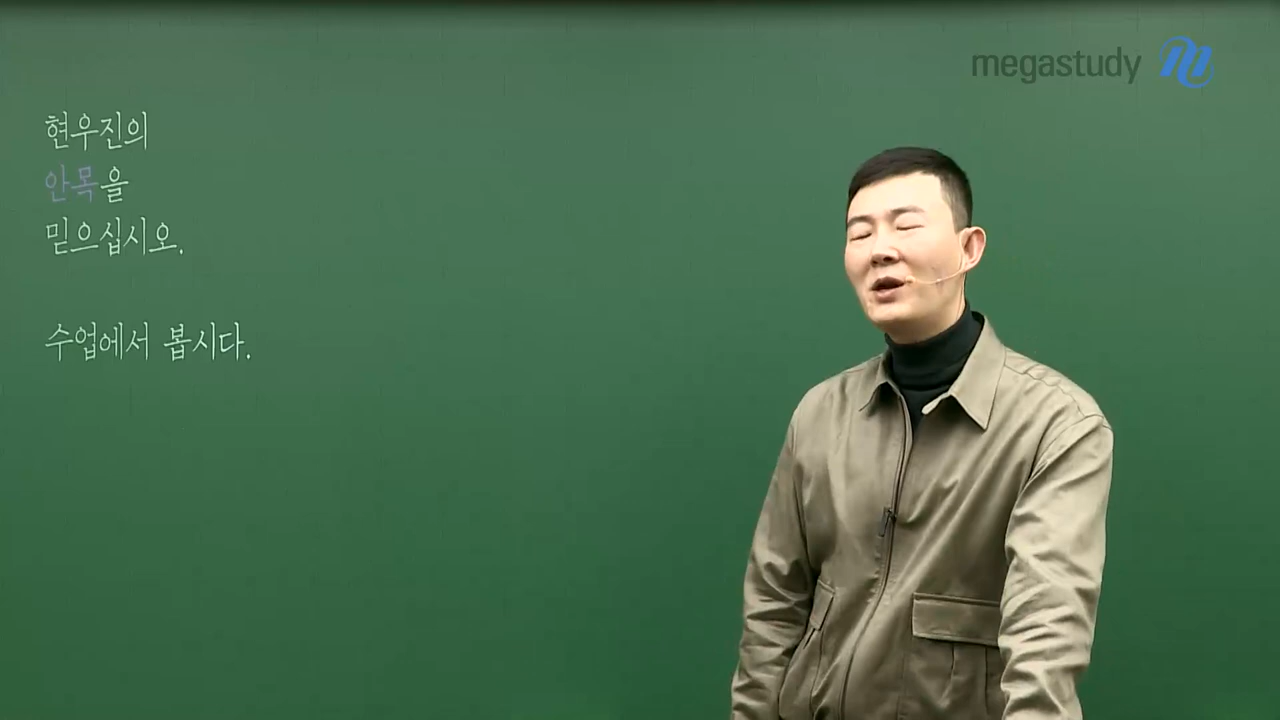 megastudy
현우진의
안목을
믿으십시오.
수업에서 봅시다.